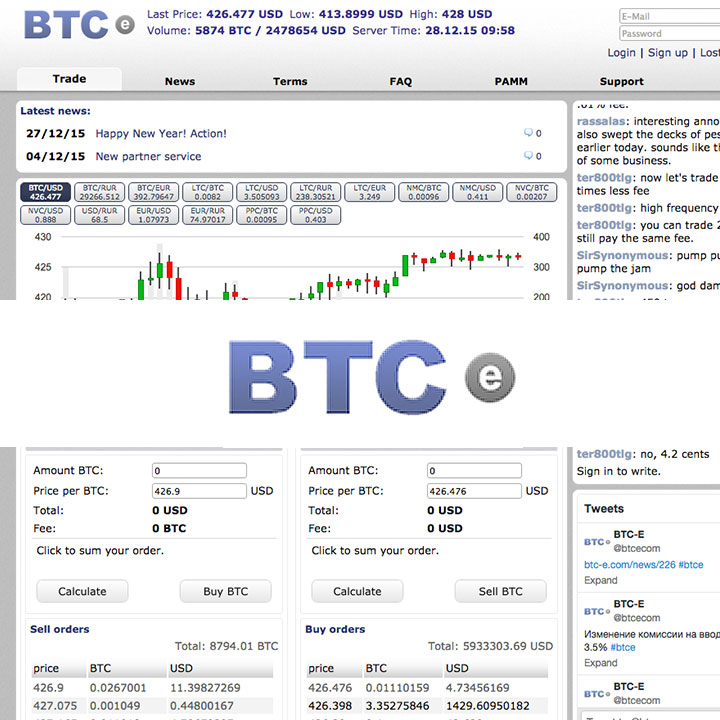 BTC e
Last Price: 426.477 USD Low: 413.8999 USD High: 428 USD
Volume: 5874 BTC / 2478654 USD Server Time: 28.12.15 09:58
E-Mail
Password
Login | Sign up | Lost
Trade News Terms FAQ PAMM Support
Latest news:
27/12/15 Happy New Year! Action! 0
04/12/15 New partner service 0
BTC/USD 426.477
BTC/RUR 29266.512
BTC/EUR 392.79647
LTC/BTC 0.0082
LTC/USD 3.505093
LTC/RUR 238.30521
LTC/EUR 3.249
NMC/BTC 0.00096
NMC/USD 0.411
NVC/BTC 0.00207
NVC/USD 0.888
USD/RUR 68.5
EUR/USD 1.07973
EUR/RUR 74.97017
PPC/BTC 0.00095
PPC/USD 0.403
430 400
425 300
420 200
.01% fee.
rassalas: interesting anno
also swept the decks of pes
earlier today. sounds like th
of some business.
ter800tlg: now let's trade
times less fee
ter800tlg: high frequency
ter800tlg: you can trade 2
still pay the same fee.
SirSynonymous: pump pu
pump the jam
SirSynonymous: god dam
BTC e
ter800tlg: no, 4.2 cents
Sign in to write.
Amount BTC: 0
Price per BTC: 426.9 USD
Total: 0 USD
Fee: 0 BTC
Click to sum your order.
Calculate Buy BTC
Amount BTC: 0
Price per BTC: 426.476 USD
Total: 0 USD
Fee: 0 USD
Click to sum your order.
Calculate Sell BTC
Sell orders
Total: 8794.01 BTC
price BTC USD
426.9 0.0267001 11.39827269
427.075 0.001049 0.44800167
Buy orders
Total: 5933303.69 USD
price BTC USD
426.476 0.01110159 4.73456169
426.398 3.35275846 1429.60950182
Tweets
BTC-E
@btcecom
btc-e.com/news/226 #btce
Expand
BTC-E
@btcecom
Изменение комиссии на ввод
3.5% #btce
Expand
BTC-E
@btcecom